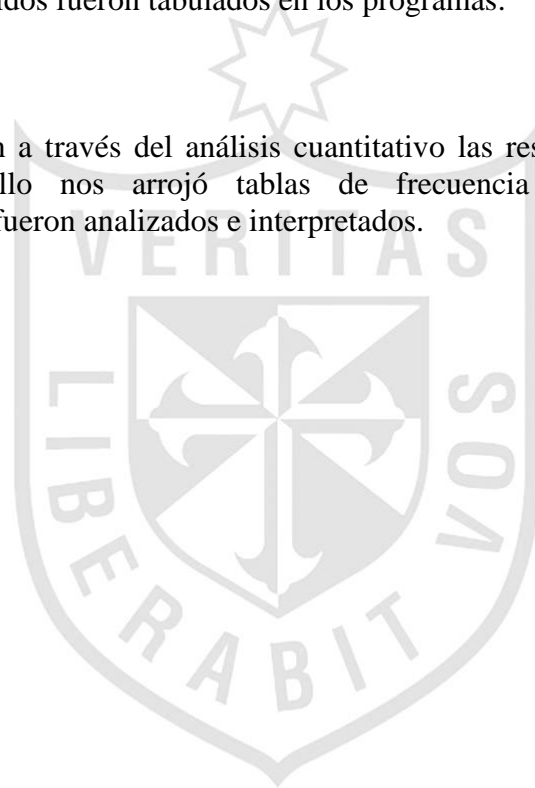 idos fueron tabulados en los programas.
n a través del análisis cuantitativo las res
llo nos arrojó tablas de frecuencia
fueron analizados e interpretados.
VERITAS
LIBERABIT VOS